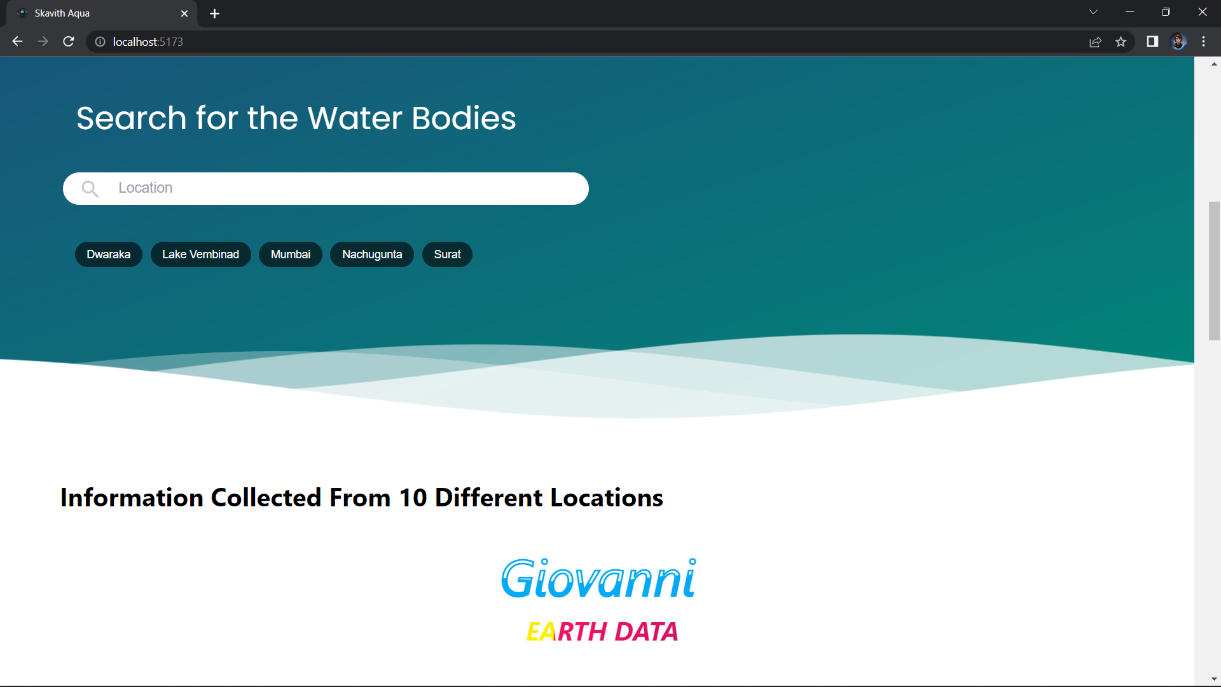 Skavith Aqua
localhost:5173
Search for the Water Bodies
Location
Dwaraka Lake Vembinad Mumbai Nachugunta Surat
Information Collected From 10 Different Locations
Giovanni
EARTH DATA